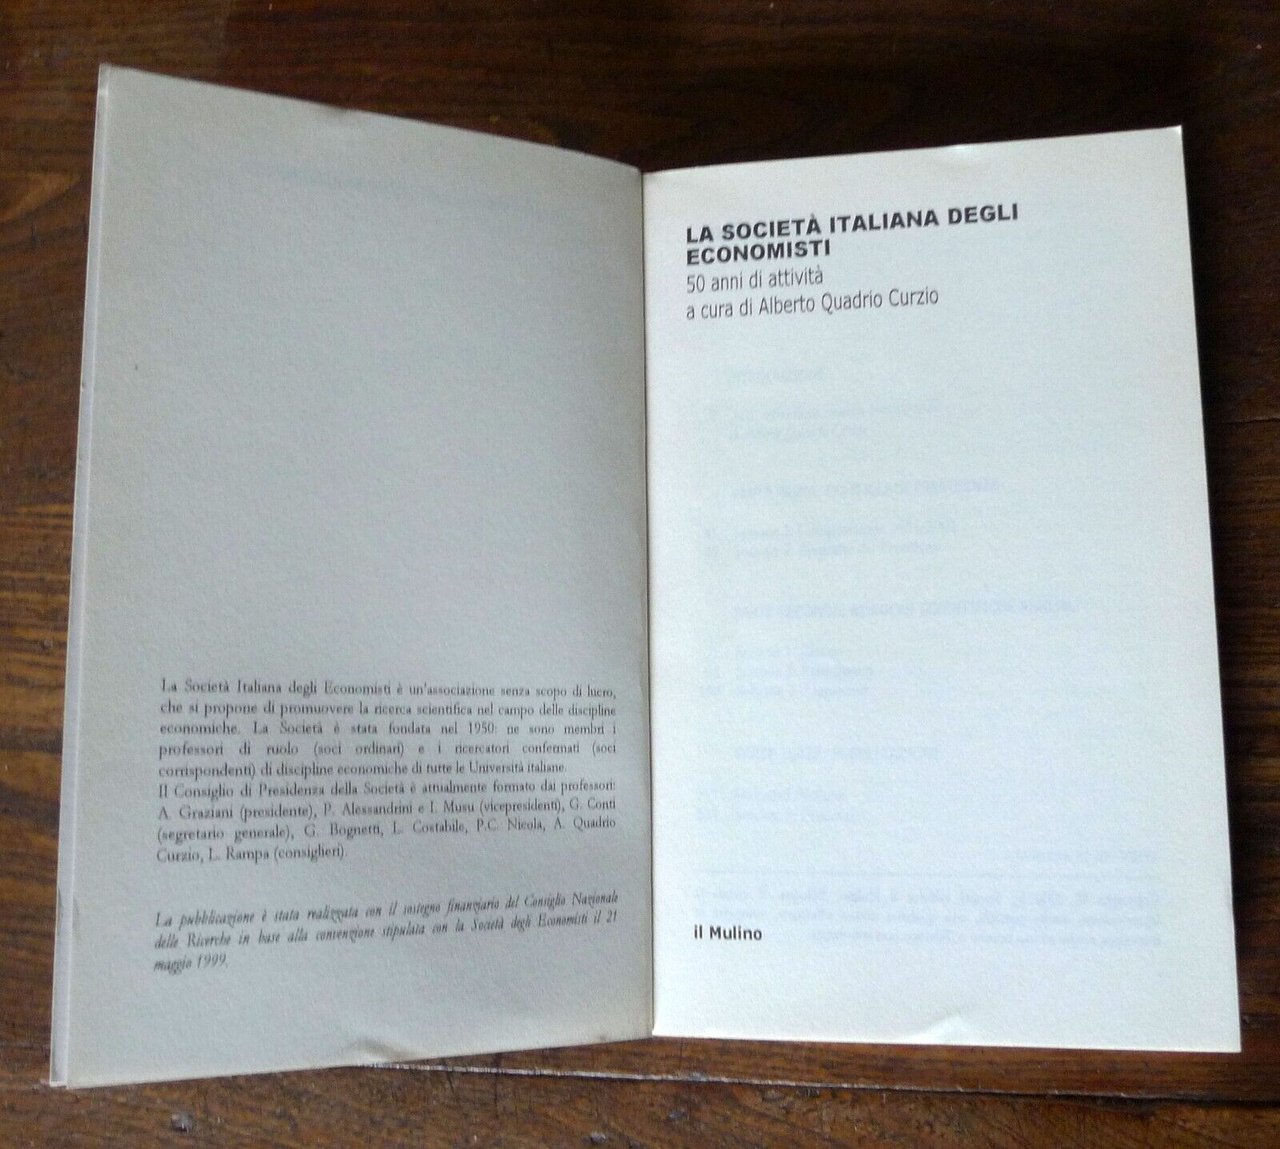 La Società Italiana degli Economisti è un'associazione senza scopo di lucro,
che si propone di promuovere la ricerca scientifica nel campo delle discipline
economiche. La Società è stata fondata nel 1950: ne sono membri i
professori di ruolo (soci ordinari) e i ricercatori confermati (soci
corrispondenti) di discipline economiche di tutte le Università italiane.
Il Consiglio di Presidenza della Società è attualmente formato dai professori:
A. Graziani (presidente), P. Alessandrini e I. Musu (vicepresidenti), G. Conti
(segretario generale), G. Bognetti, L. Costabile, P.C. Nicola, A. Quadrio
Curzio, L. Rampa (consiglieri).
La pubblicazione è stata realizzata con il sostegno finanziario del Consiglio Nazionale
delle Ricerche in base alla convenzione stipulata con la Società degli Economisti il 21
maggio 1999.
LA SOCIETÀ ITALIANA DEGLI
ECONOMISTI
50 anni di attività
a cura di Alberto Quadrio Curzio
il Mulino